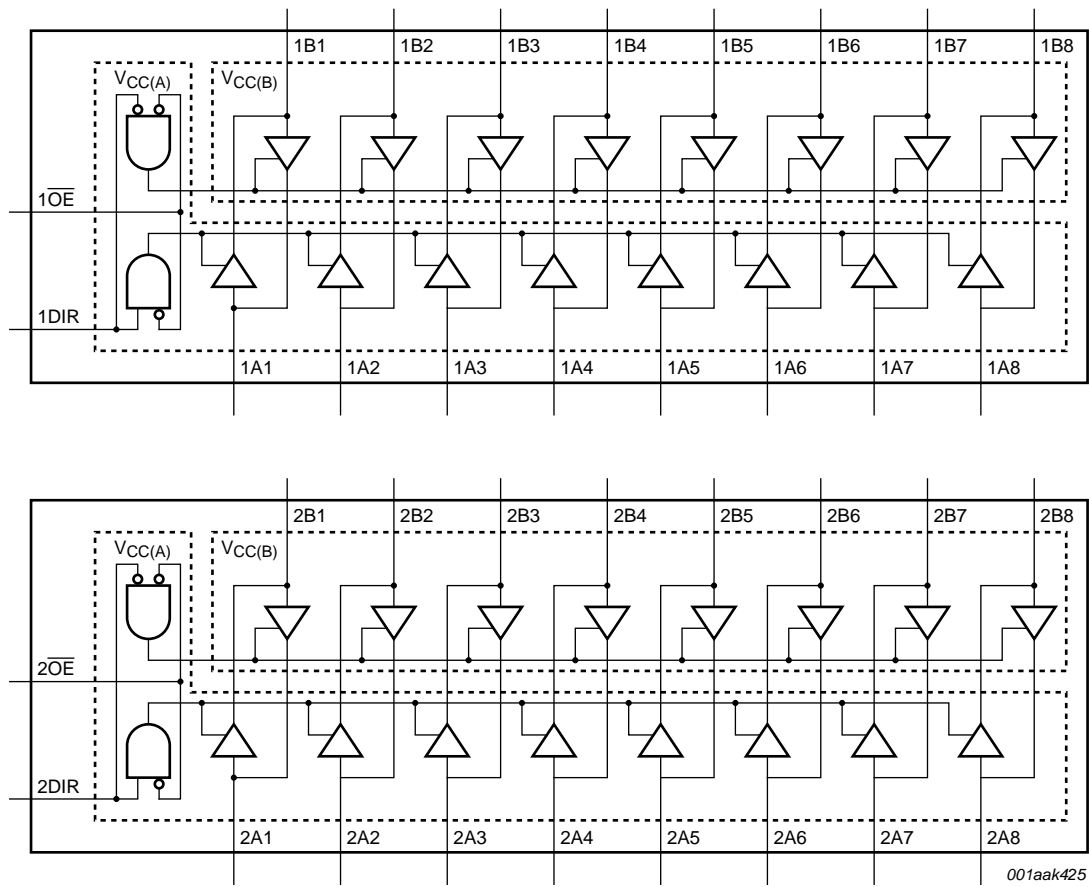 1B1 1B2 1B3 1B4 1B5 1B6 1B7 1B8
VCC(A) VCC(B)
1O̅E̅
1DIR
1A1 1A2 1A3 1A4 1A5 1A6 1A7 1A8
2B1 2B2 2B3 2B4 2B5 2B6 2B7 2B8
VCC(A) VCC(B)
2O̅E̅
2DIR
2A1 2A2 2A3 2A4 2A5 2A6 2A7 2A8
001aak425